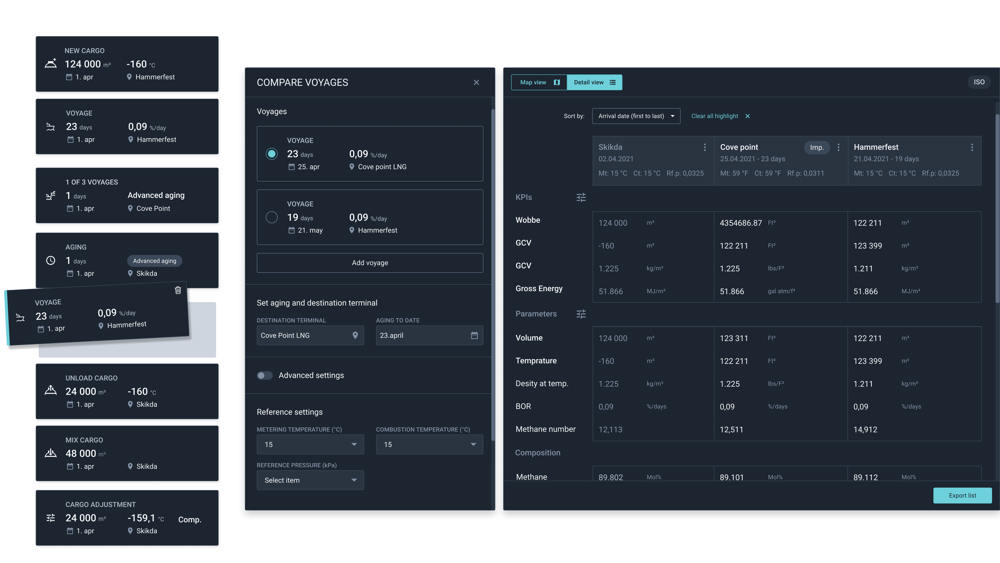 NEW CARGO
124 000 m³ -160 °C
1. apr Hammerfest
VOYAGE
23 days 0,09 %/day
1. apr Hammerfest
1 OF 3 VOYAGES
1 days Advanced aging
1. apr Cove Point
AGING
1 days Advanced aging
1. apr Skikda
VOYAGE
23 days 0,09 %/day
1. apr Hammerfest
UNLOAD CARGO
24 000 m³ -160 °C
1. apr Skikda
MIX CARGO
48 000 m³
1. apr Skikda
CARGO ADJUSTMENT
24 000 m³ -159,1 °C Comp.
1. apr Skikda
COMPARE VOYAGES
Voyages
VOYAGE
23 days 0,09 %/day
25. apr Cove point LNG
VOYAGE
19 days 0,09 %/day
21. may Hammerfest
Add voyage
Set aging and destination terminal
DESTINATION TERMINAL AGING TO DATE
Cove Point LNG 23.april
Advanced settings
Reference settings
METERING TEMPERATURE (°C) COMBUSTION TEMPERATURE (°C)
15 15
REFERENCE PRESSURE (kPa)
Select item
Map view Detail view ISO
Sort by: Arrival date (first to last) Clear all highlight
Skikda Cove point Imp. Hammerfest
02.04.2021 25.04.2021 - 23 days 21.04.2021 - 19 days
Mt: 15 °C Ct: 15 °C Rf.p: 0,0325 Mt: 59 °F Ct: 59 °F Rf.p: 0,0311 Mt: 15 °C Ct: 15 °C Rf.p: 0,0325
KPIs
Wobbe 124 000 m³ 4354686.87 Ft³ 122 211 m³
GCV -160 m³ 122 211 Ft³ 123 399 m³
GCV 1.225 kg/m³ 1.225 lbs/F³ 1.211 kg/m³
Gross Energy 51.866 MJ/m³ 51.866 gal atm/f³ 51.866 MJ/m³
Parameters
Volume 124 000 m³ 123 311 Ft³ 122 211 m³
Temprature -160 m³ 122 211 Ft³ 123 399 m³
Desity at temp. 1.225 kg/m³ 1.225 lbs/F³ 1.211 kg/m³
BOR 0,09 %/days 0,09 %/days 0,09 %/days
Methane number 12,113 12,511 14,912
Composition
Methane 89.802 Mol% 89.101 Mol% 89.112 Mol%
Export list